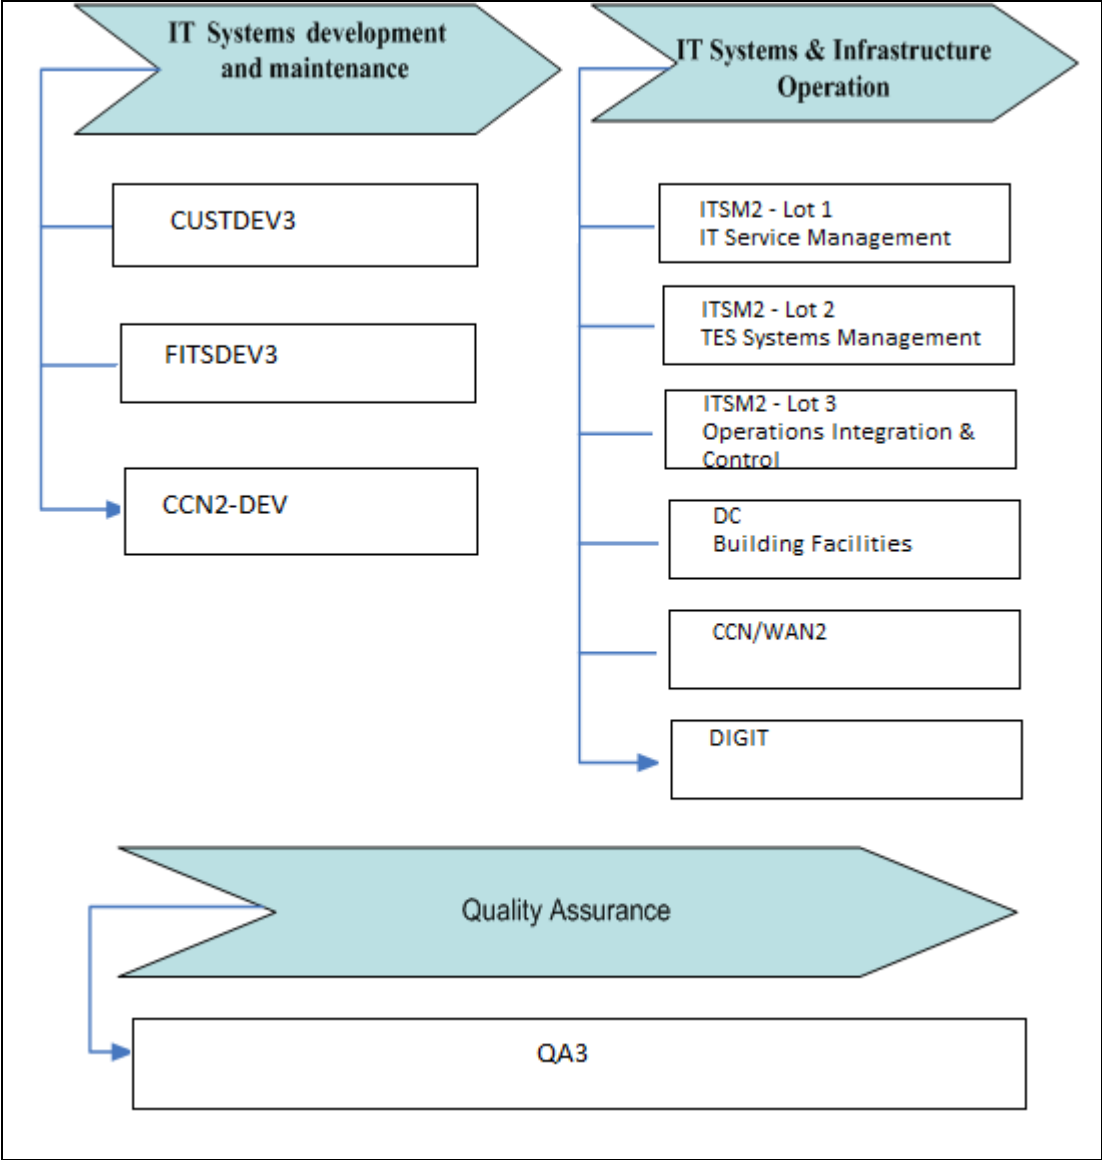 IT Systems development
and maintenance
CUSTDEV3
FITSDEV3
CCN2-DEV
IT Systems & Infrastructure
Operation
ITSM2 - Lot 1
IT Service Management
ITSM2 - Lot 2
TES Systems Management
ITSM2 - Lot 3
Operations Integration &
Control
DC
Building Facilities
CCN/WAN2
DIGIT
Quality Assurance
QA3